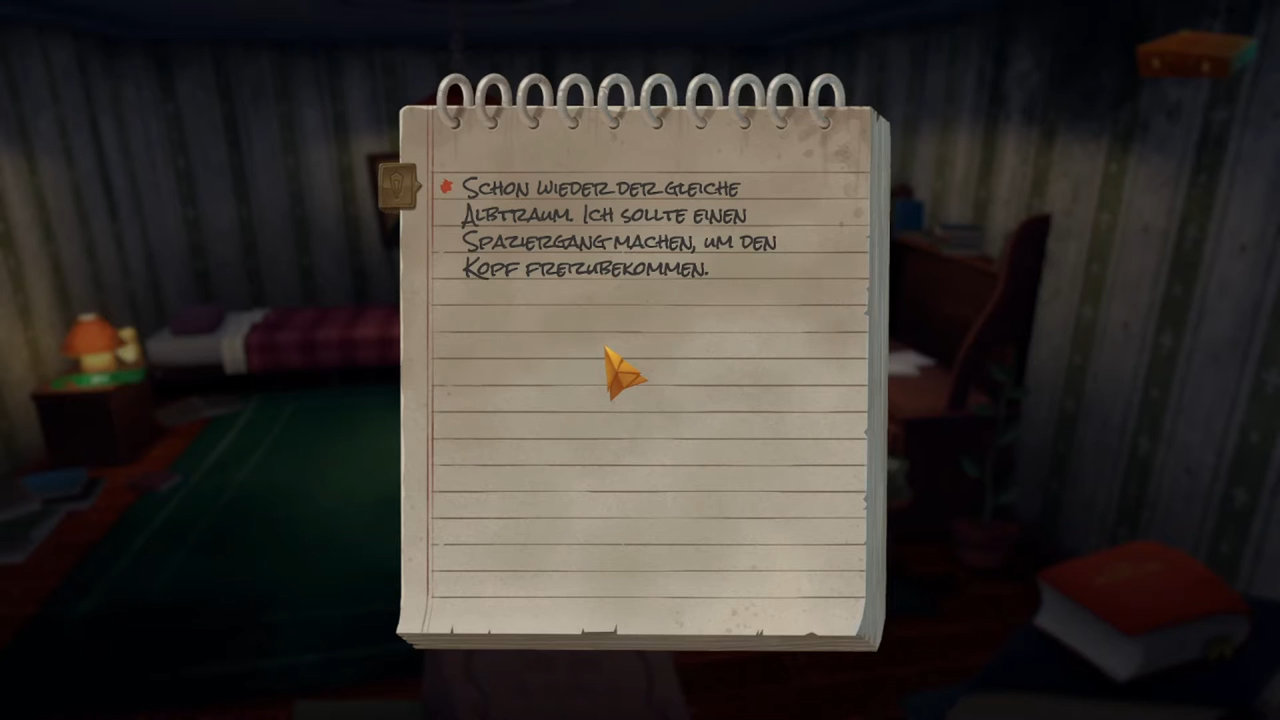 Schon wieder der gleiche
Albtraum. Ich sollte einen
Spaziergang machen, um den
Kopf freizubekommen.